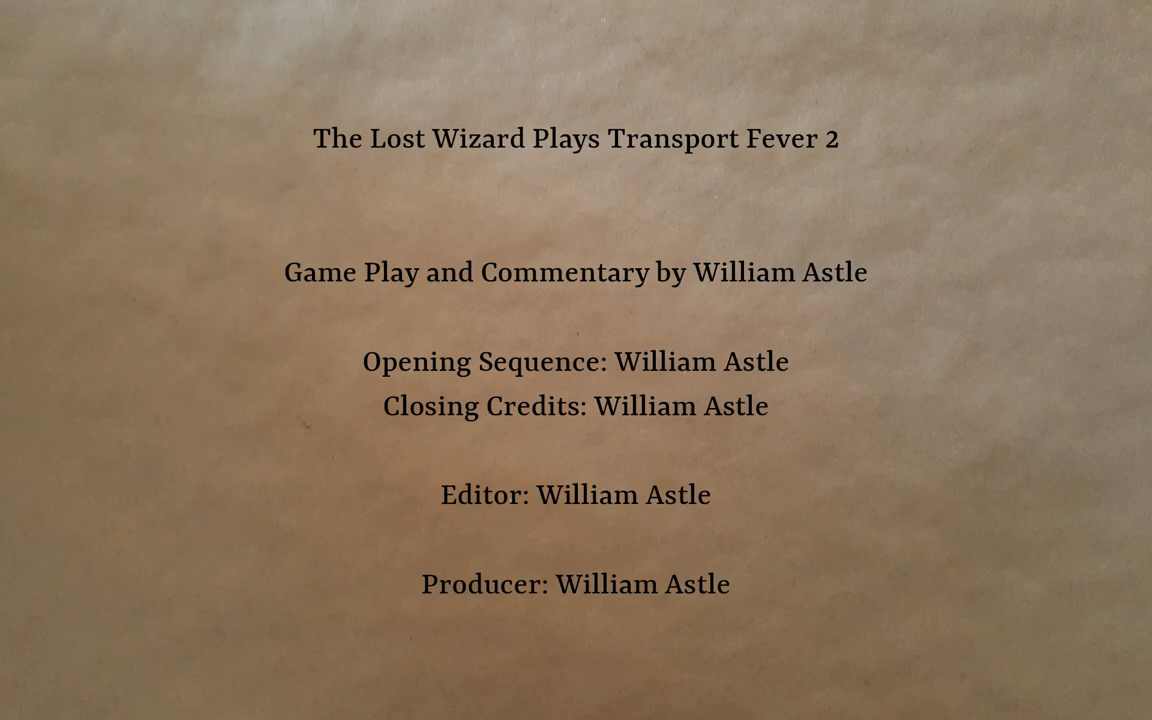 The Lost Wizard Plays Transport Fever 2
Game Play and Commentary by William Astle
Opening Sequence: William Astle
Closing Credits: William Astle
Editor: William Astle
Producer: William Astle